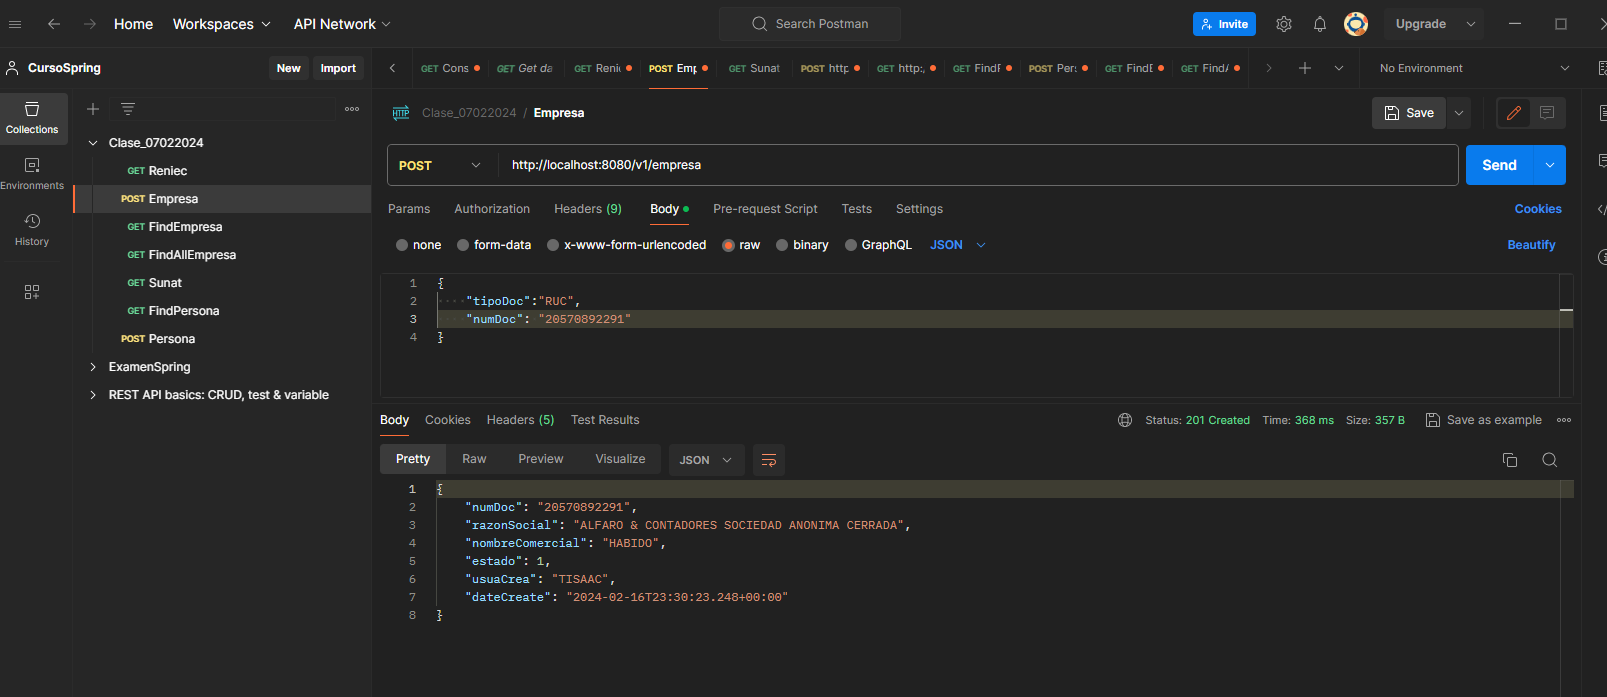 Home Workspaces API Network Search Postman Invite Upgrade
CursoSpring New Import GET Cons GET Get da GET Renie POST Emp GET Sunat POST http GET http:, GET FindF POST Pers GET FindE GET FindA No Environment
Collections
Environments
History
Clase_07022024
GET Reniec
POST Empresa
GET FindEmpresa
GET FindAllEmpresa
GET Sunat
GET FindPersona
POST Persona
ExamenSpring
REST API basics: CRUD, test & variable
HTTP Clase_07022024 / Empresa Save
POST http://localhost:8080/v1/empresa Send
Params Authorization Headers (9) Body Pre-request Script Tests Settings Cookies
none form-data x-www-form-urlencoded raw binary GraphQL JSON Beautify
1 {
2 "tipoDoc":"RUC",
3 "numDoc": "20570892291"
4 }
Body Cookies Headers (5) Test Results Status: 201 Created Time: 368 ms Size: 357 B Save as example
Pretty Raw Preview Visualize JSON
1 {
2 "numDoc": "20570892291",
3 "razonSocial": "ALFARO & CONTADORES SOCIEDAD ANONIMA CERRADA",
4 "nombreComercial": "HABIDO",
5 "estado": 1,
6 "usuaCrea": "TISAAC",
7 "dateCreate": "2024-02-16T23:30:23.248+00:00"
8 }